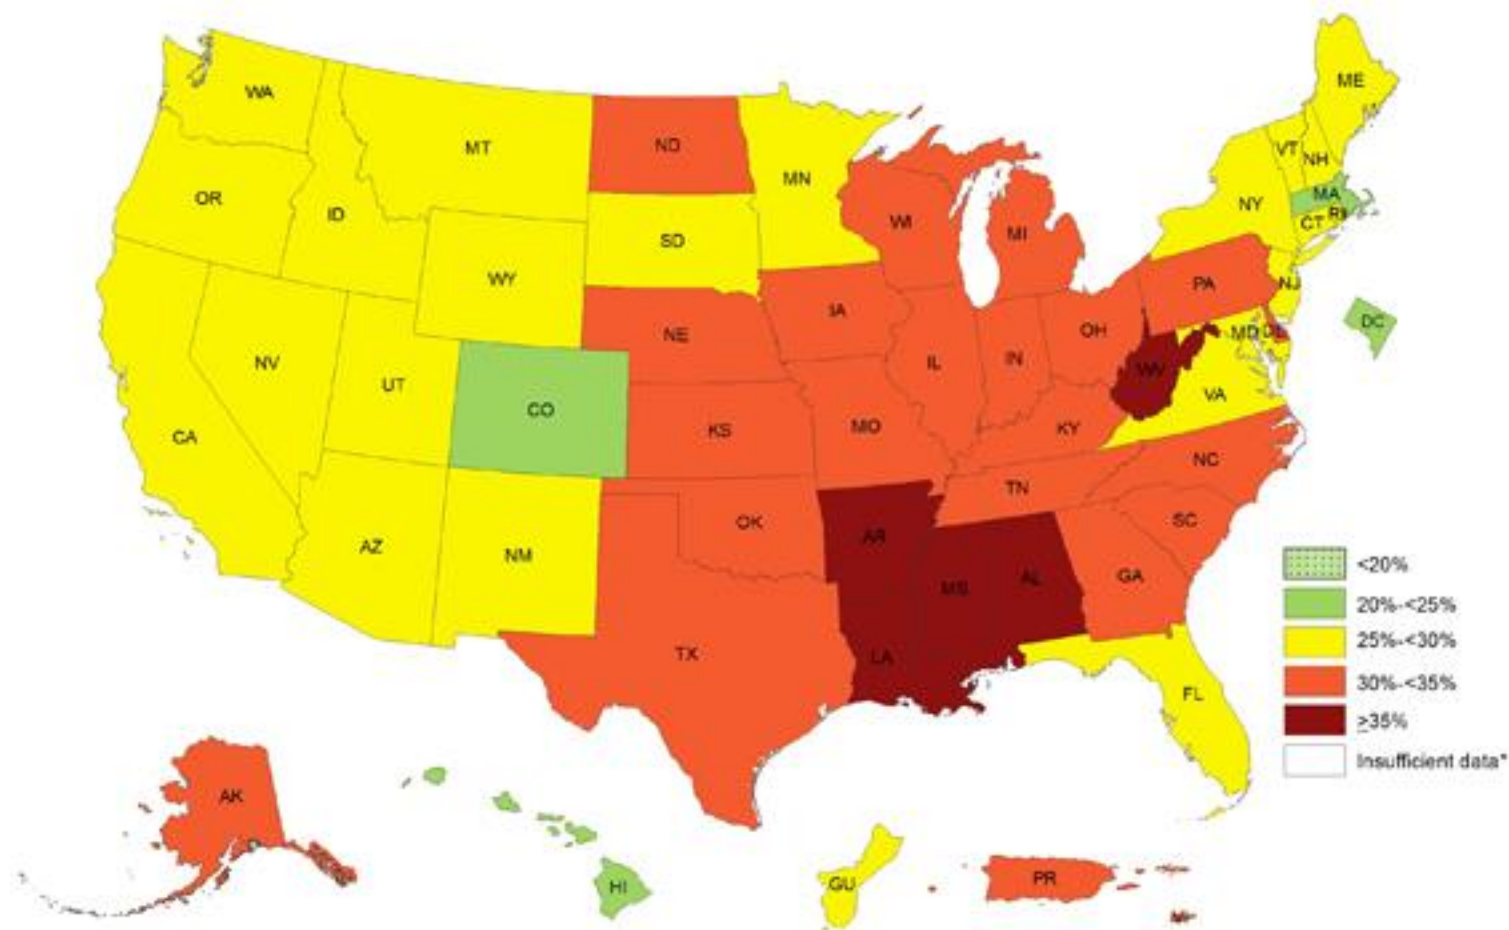 WA
MT
ND
MN
ME
VT
NH
OR
ID
SD
WI
MI
NY
MA
CT
RI
WY
NE
IA
PA
NJ
DC
NV
UT
CO
KS
MO
IL
IN
OH
MD
DE
WV
VA
KY
CA
NC
TN
AZ
NM
OK
AR
SC
MS
AL
GA
TX
LA
FL
<20%
20%-<25%
25%-<30%
30%-<35%
≥35%
Insufficient data*
AK
HI
GU
PR